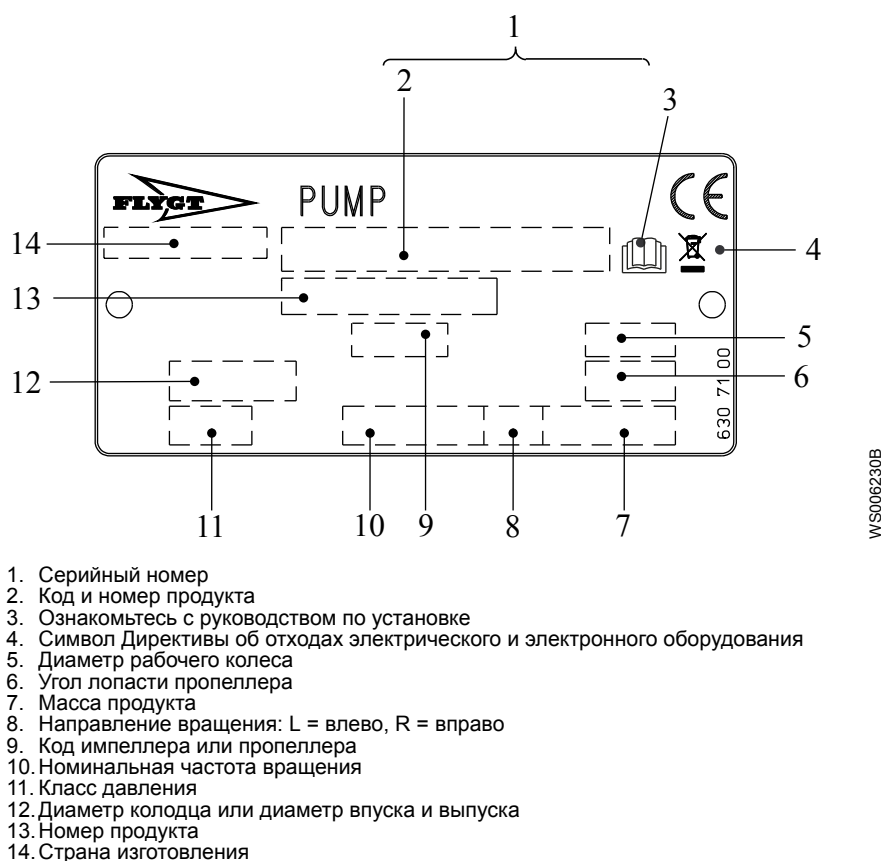 1
2
3
FLYGT
PUMP
CE
14
4
13
5
12
6
630 71 00
11
10
9
8
7
WS006230B
1. Серийный номер
2. Код и номер продукта
3. Ознакомьтесь с руководством по установке
4. Символ Директивы об отходах электрического и электронного оборудования
5. Диаметр рабочего колеса
6. Угол лопасти пропеллера
7. Масса продукта
8. Направление вращения: L = влево, R = вправо
9. Код импеллера или пропеллера
10. Номинальная частота вращения
11. Класс давления
12. Диаметр колодца или диаметр впуска и выпуска
13. Номер продукта
14. Страна изготовления